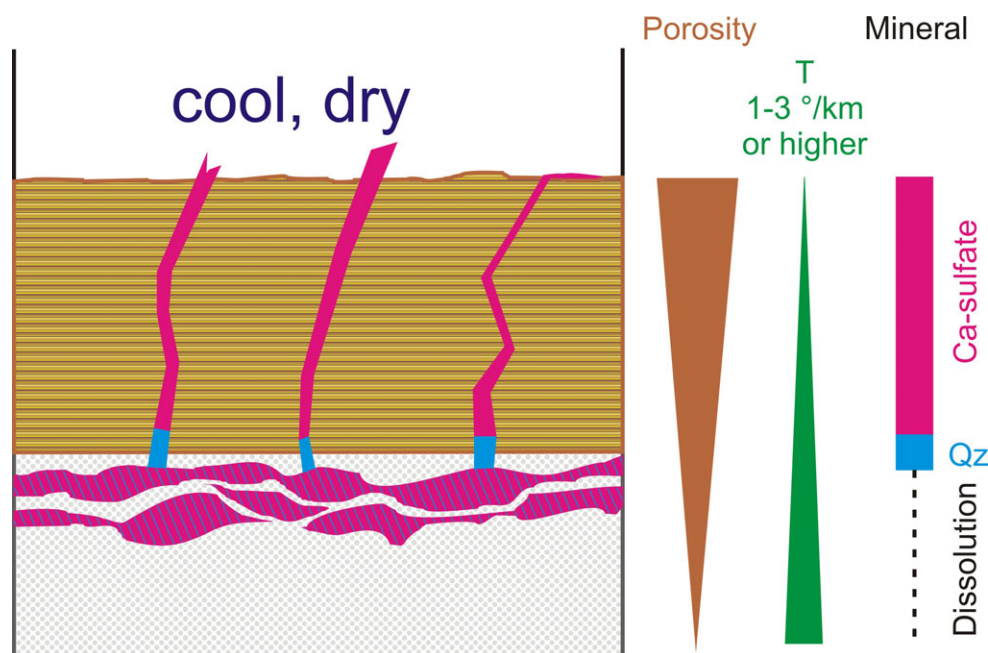 Porosity
Mineral
cool, dry
T
1-3 °/km
or higher
Ca-sulfate
Qz
Dissolution